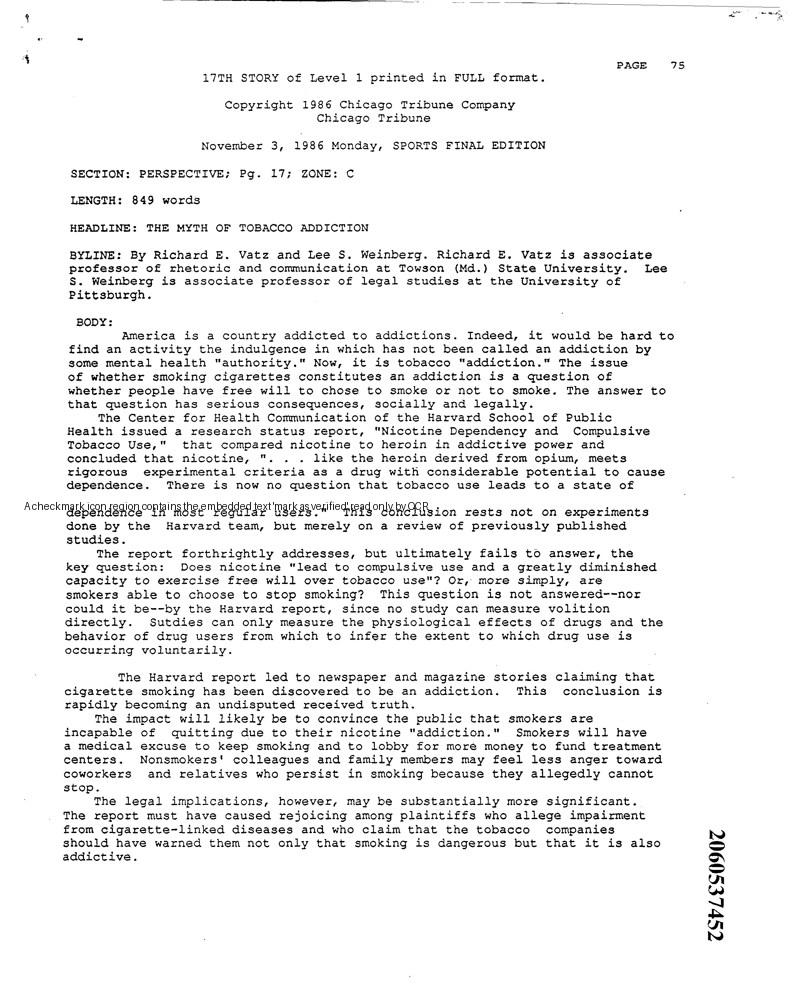 PAGE 75
17TH STORY of Level 1 printed in FULL format.
Copyright 1986 Chicago Tribune Company
Chicago Tribune
November 3, 1986 Monday, SPORTS FINAL EDITION
SECTION: PERSPECTIVE; Pg. 17; ZONE: C
LENGTH: 849 words
HEADLINE: THE MYTH OF TOBACCO ADDICTION
BYLINE: By Richard E. Vatz and Lee S. Weinberg. Richard E. Vatz is associate
professor of rhetoric and communication at Towson (Md.) State University. Lee
S. Weinberg is associate professor of legal studies at the University of
Pittsburgh.
BODY:
America is a country addicted to addictions. Indeed, it would be hard to
find an activity the indulgence in which has not been called an addiction by
some mental health "authority." Now, it is tobacco "addiction." The issue
of whether smoking cigarettes constitutes an addiction is a question of
whether people have free will to chose to smoke or not to smoke. The answer to
that question has serious consequences, socially and legally.
The Center for Health Communication of the Harvard School of Public
Health issued a research status report, "Nicotine Dependency and Compulsive
Tobacco Use," that compared nicotine to heroin in addictive power and
concluded that nicotine, ". . . like the heroin derived from opium, meets
rigorous experimental criteria as a drug with considerable potential to cause
dependence. There is now no question that tobacco use leads to a state of
A checkmark icon region contains the embedded text 'mark as verified' read only by OCR.
dependence in most regular users." This conclusion rests not on experiments
done by the Harvard team, but merely on a review of previously published
studies.
The report forthrightly addresses, but ultimately fails to answer, the
key question: Does nicotine "lead to compulsive use and a greatly diminished
capacity to exercise free will over tobacco use"? Or, more simply, are
smokers able to choose to stop smoking? This question is not answered--nor
could it be--by the Harvard report, since no study can measure volition
directly. Sutdies can only measure the physiological effects of drugs and the
behavior of drug users from which to infer the extent to which drug use is
occurring voluntarily.
The Harvard report led to newspaper and magazine stories claiming that
cigarette smoking has been discovered to be an addiction. This conclusion is
rapidly becoming an undisputed received truth.
The impact will likely be to convince the public that smokers are
incapable of quitting due to their nicotine "addiction." Smokers will have
a medical excuse to keep smoking and to lobby for more money to fund treatment
centers. Nonsmokers' colleagues and family members may feel less anger toward
coworkers and relatives who persist in smoking because they allegedly cannot
stop.
The legal implications, however, may be substantially more significant.
The report must have caused rejoicing among plaintiffs who allege impairment
from cigarette-linked diseases and who claim that the tobacco companies
should have warned them not only that smoking is dangerous but that it is also
addictive.
2060537452